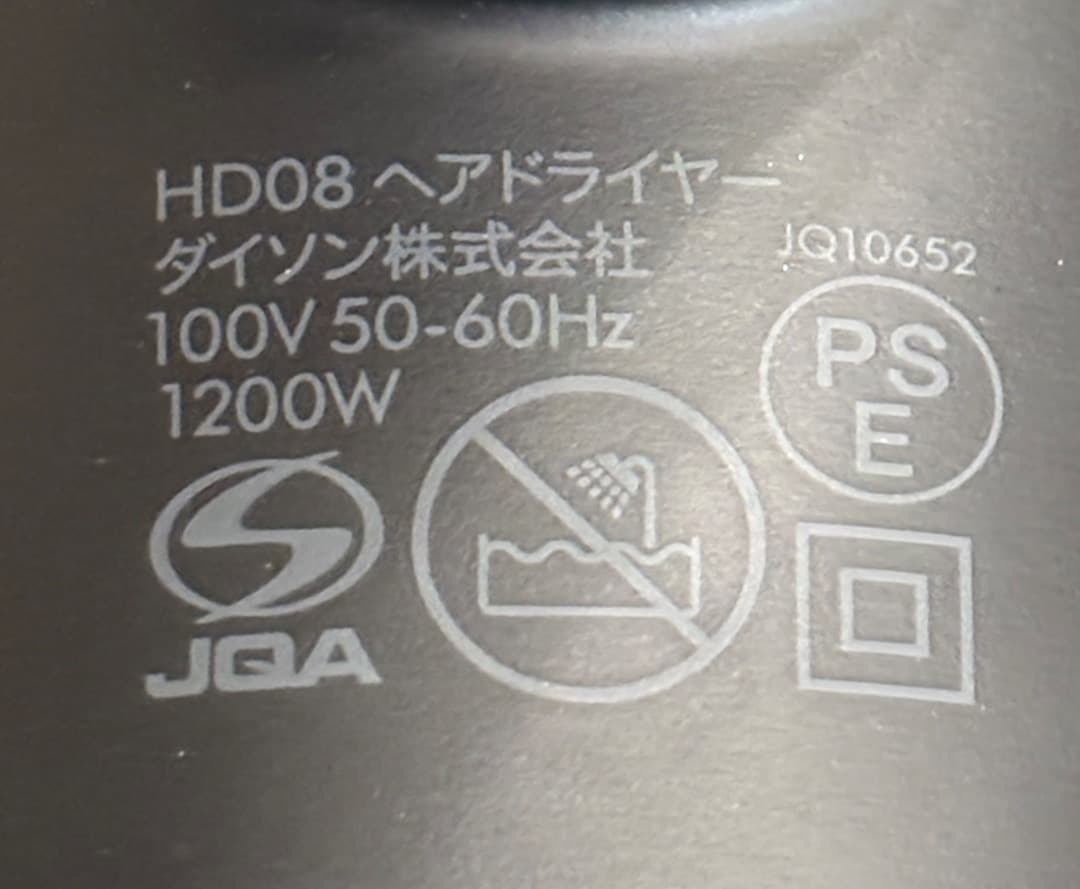 HD08 ヘアドライヤー
ダイソン株式会社
100V 50-60Hz
1200W
JQ10652
PS
E
S
JQA